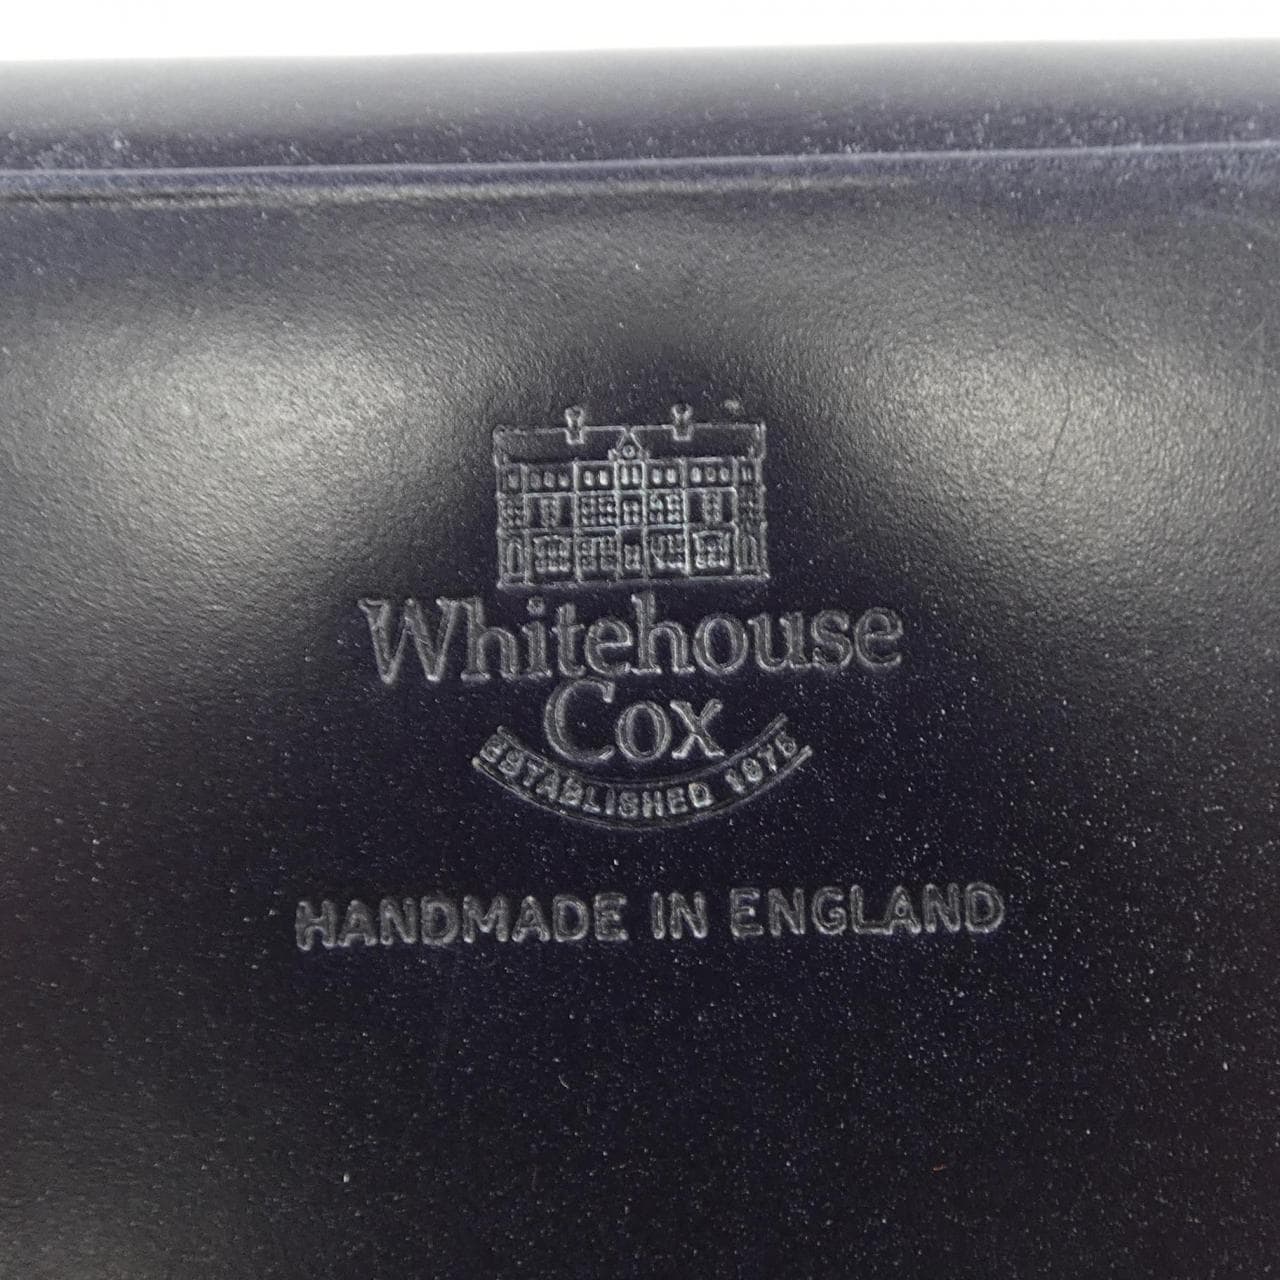 Whitehouse
Cox
ESTABLISHED 1875
HANDMADE IN ENGLAND